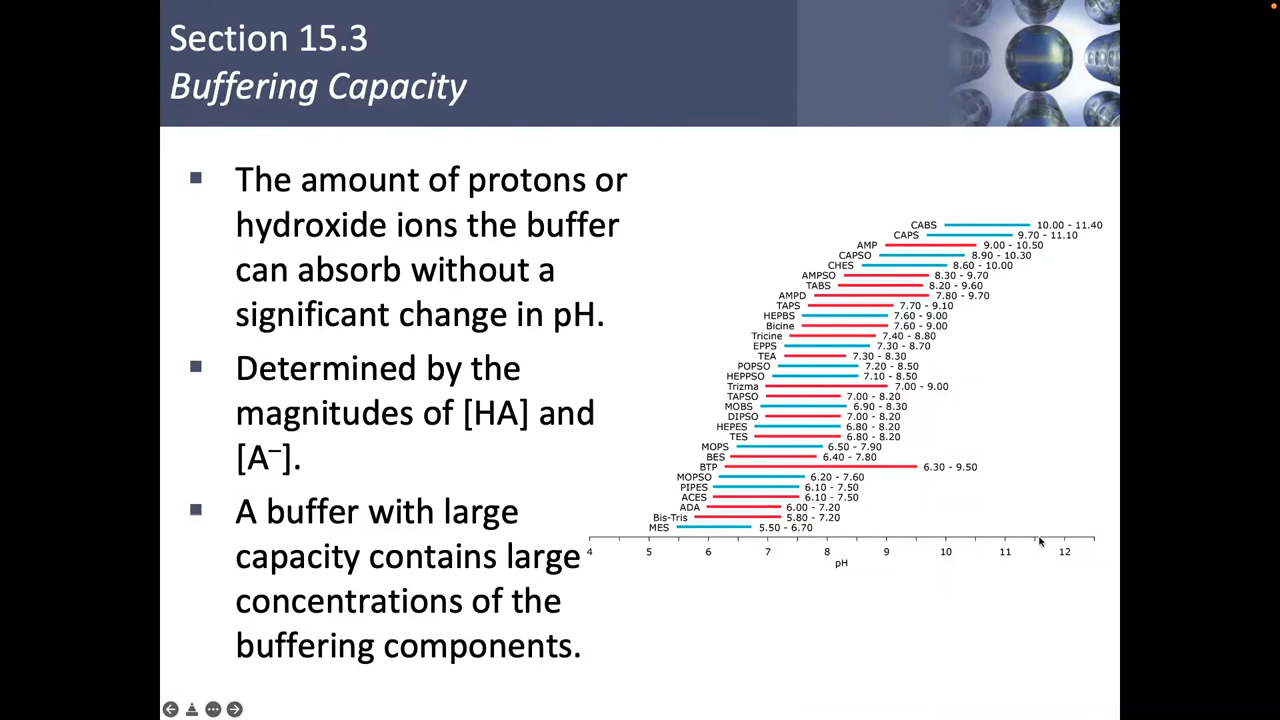 Section 15.3
Buffering Capacity
▪ The amount of protons or
hydroxide ions the buffer
can absorb without a
significant change in pH.
▪ Determined by the
magnitudes of [HA] and
[A⁻].
▪ A buffer with large
capacity contains large
concentrations of the
buffering components.
CABS 10.00 - 11.40
CAPS 9.70 - 11.10
AMP 9.00 - 10.50
CAPSO 8.90 - 10.30
CHES 8.60 - 10.00
AMPSO 8.30 - 9.70
TABS 8.20 - 9.60
AMPD 7.80 - 9.70
TAPS 7.70 - 9.10
HEPBS 7.60 - 9.00
Bicine 7.60 - 9.00
Tricine 7.40 - 8.80
EPPS 7.30 - 8.70
TEA 7.30 - 8.30
POPSO 7.20 - 8.50
HEPPSO 7.10 - 8.50
Trizma 7.00 - 9.00
TAPSO 7.00 - 8.20
MOBS 6.90 - 8.30
DIPSO 7.00 - 8.20
HEPES 6.80 - 8.20
TES 6.80 - 8.20
MOPS 6.50 - 7.90
BES 6.40 - 7.80
BTP 6.30 - 9.50
MOPSO 6.20 - 7.60
PIPES 6.10 - 7.50
ACES 6.10 - 7.50
ADA 6.00 - 7.20
Bis-Tris 5.80 - 7.20
MES 5.50 - 6.70
4 5 6 7 8 9 10 11 12
pH